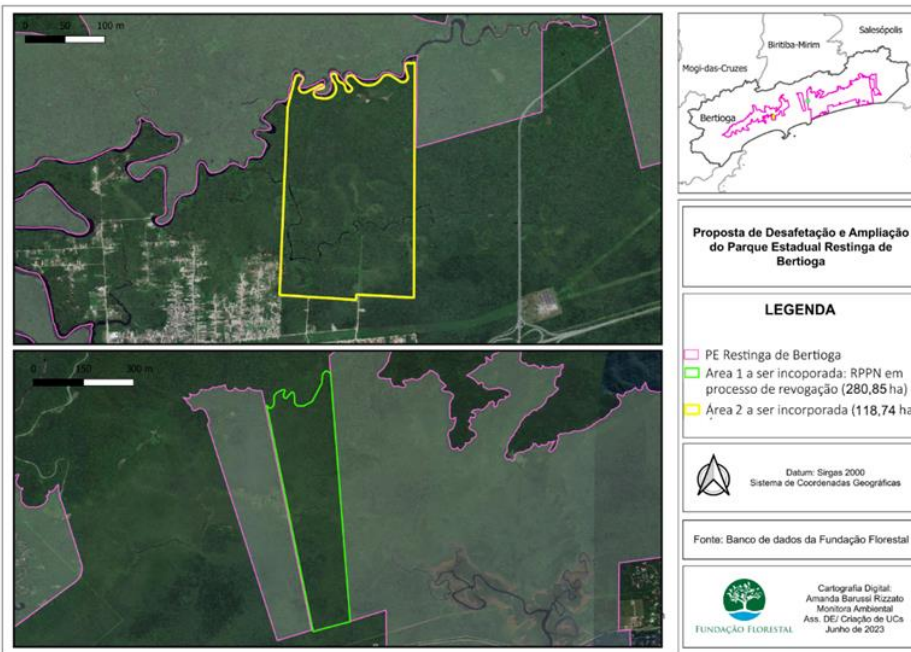 0 50 100 m
0 150 300 m
Salesópolis
Biritiba-Mirim
Mogi-das-Cruzes
Bertioga
Proposta de Desafetação e Ampliação
do Parque Estadual Restinga de
Bertioga
LEGENDA
PE Restinga de Bertioga
Área 1 a ser incoporada: RPPN em
processo de revogação (280,85 ha)
Área 2 a ser incorporada (118,74 ha
Datum: Sirgas 2000
Sistema de Coordenadas Geográficas
Fonte: Banco de dados da Fundação Florestal
FUNDAÇÃO FLORESTAL
Cartografia Digital:
Amanda Barussi Rizzato
Monitora Ambiental
Ass. DE/ Criação de UCs
Junho de 2023